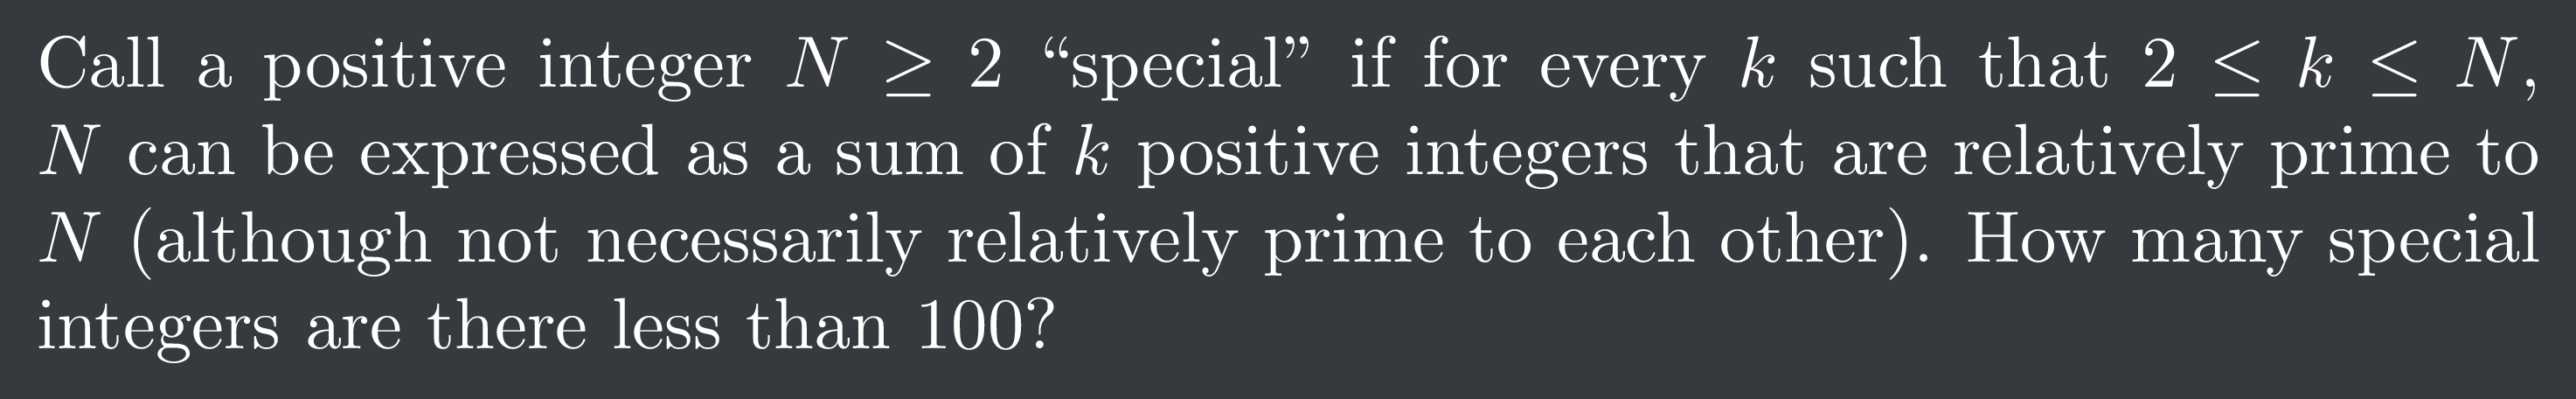 Call a positive integer N ≥ 2 “special” if for every k such that 2 ≤ k ≤ N,
N can be expressed as a sum of k positive integers that are relatively prime to
N (although not necessarily relatively prime to each other). How many special
integers are there less than 100?